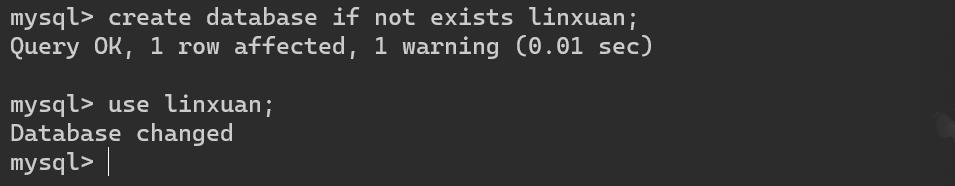 mysql> create database if not exists linxuan;
Query OK, 1 row affected, 1 warning (0.01 sec)
mysql> use linxuan;
Database changed
mysql>